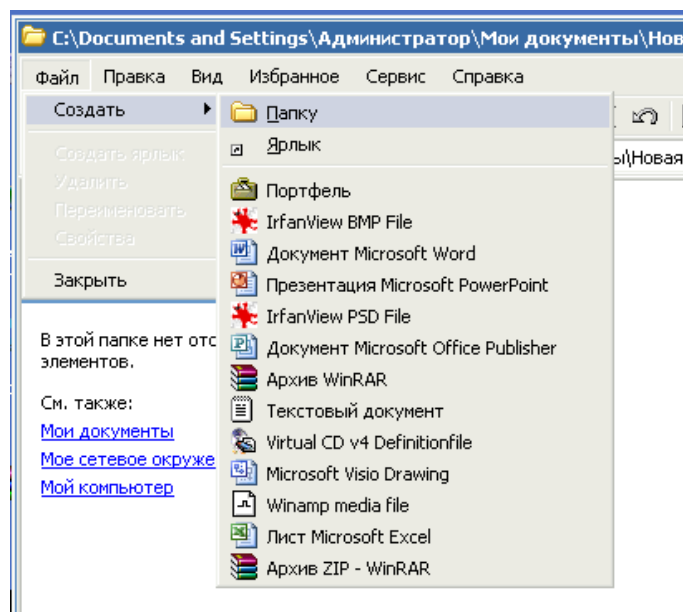 C:\Documents and Settings\Администратор\Мои документы\Нов
Файл Правка Вид Избранное Сервис Справка
Создать
Создать ярлык
Удалить
Переименовать
Свойства
Закрыть
Папку
Ярлык
Портфель
IrfanView BMP File
Документ Microsoft Word
Презентация Microsoft PowerPoint
IrfanView PSD File
Документ Microsoft Office Publisher
Архив WinRAR
Текстовый документ
Virtual CD v4 Definitionfile
Microsoft Visio Drawing
Winamp media file
Лист Microsoft Excel
Архив ZIP - WinRAR
ы\Новая
В этой папке нет отс
элементов.
См. также:
Мои документы
Мое сетевое окруже
Мой компьютер